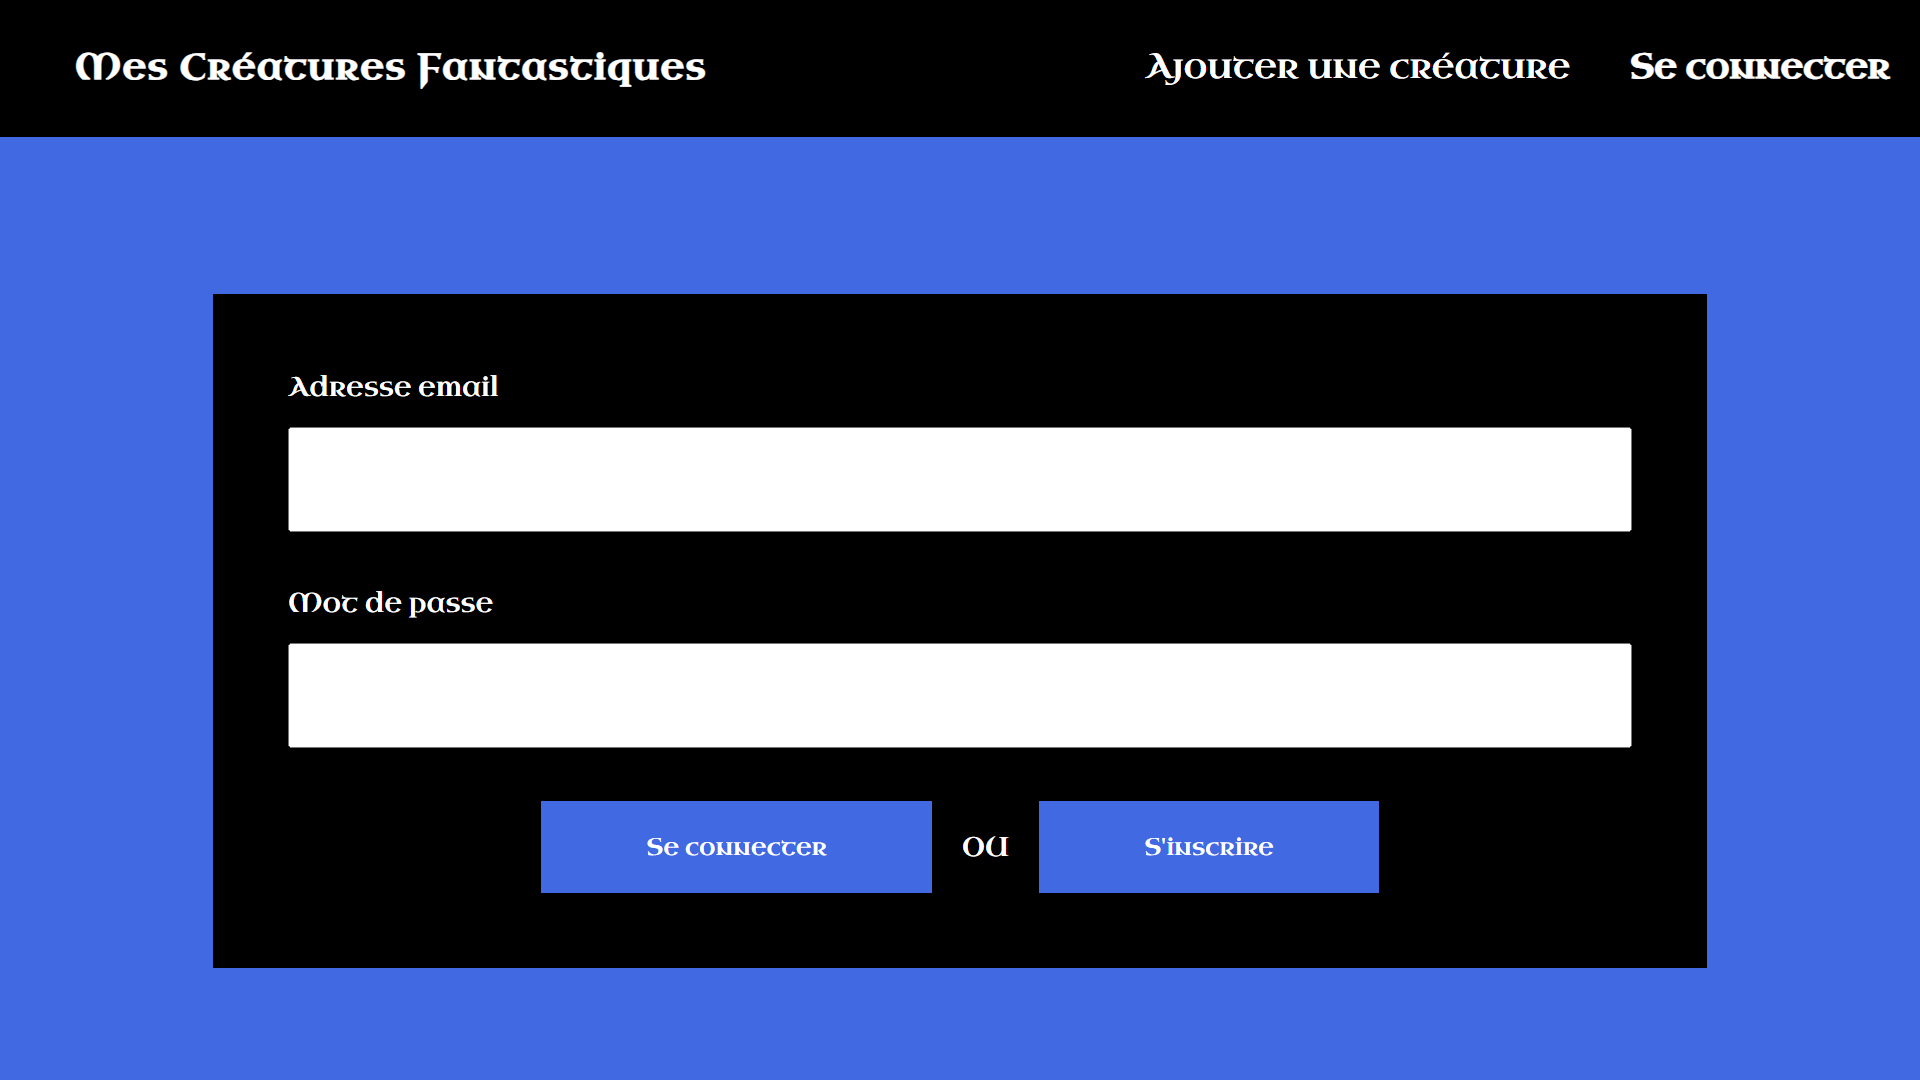 Mes Créatures Fantastiques
Ajouter une créature
Se connecter
Adresse email
Mot de passe
Se connecter
OU
S'inscrire